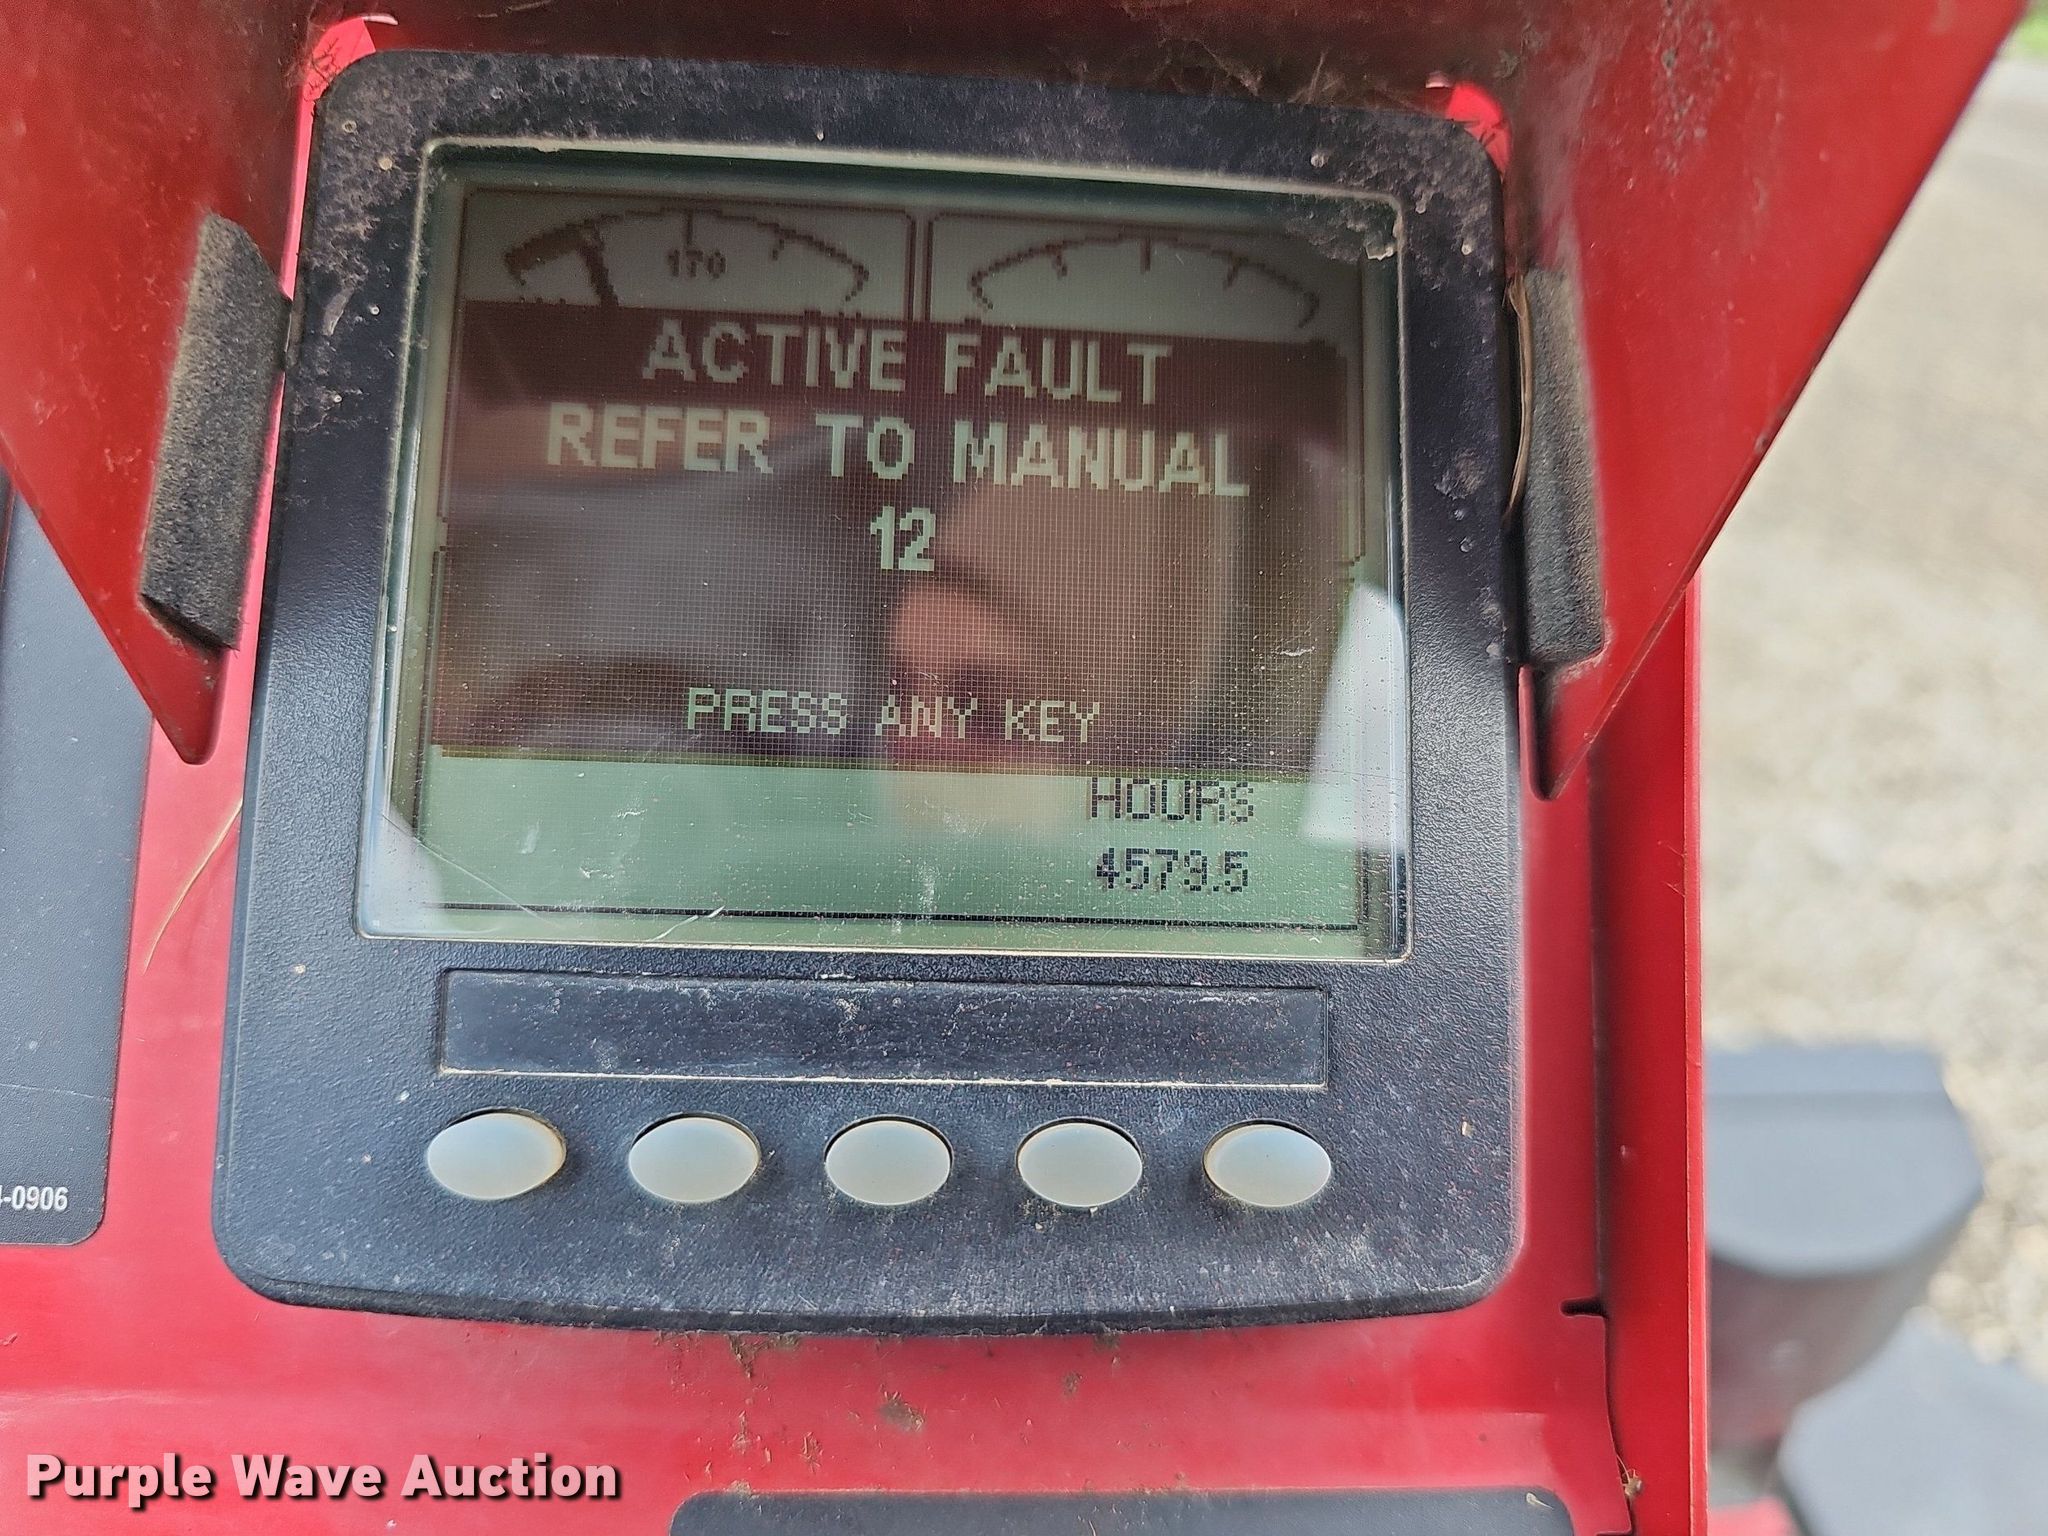 170
ACTIVE FAULT
REFER TO MANUAL
12
PRESS ANY KEY
HOURS
4579.5
-0906
Purple Wave Auction